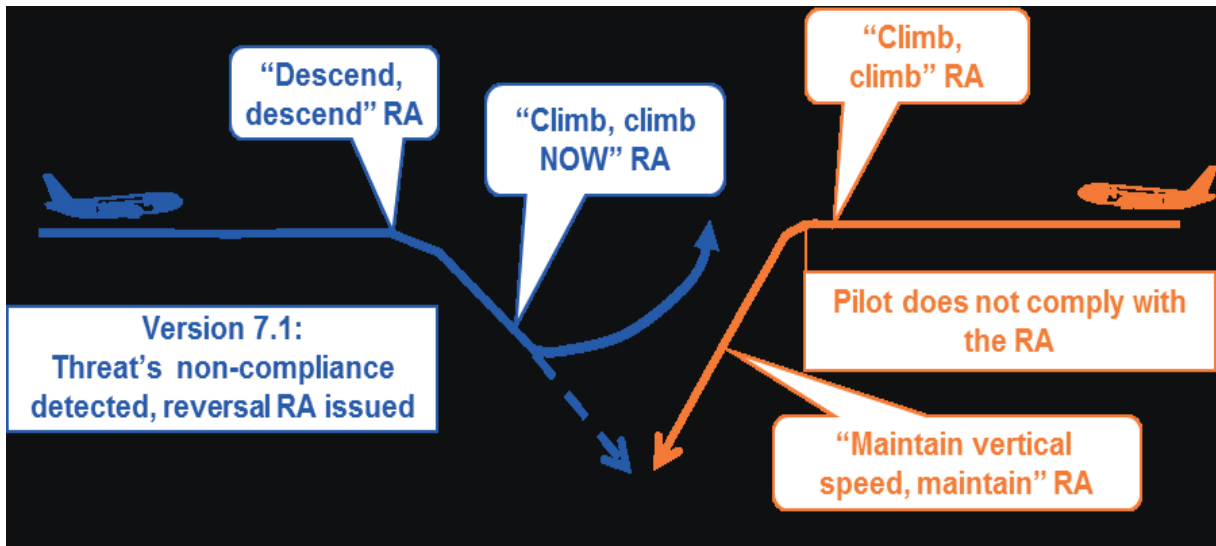 “Descend,
descend” RA
“Climb, climb
NOW” RA
“Climb,
climb” RA
Version 7.1:
Threat’s  non-compliance
detected, reversal RA issued
Pilot does not comply with
the RA
“Maintain vertical
speed, maintain” RA